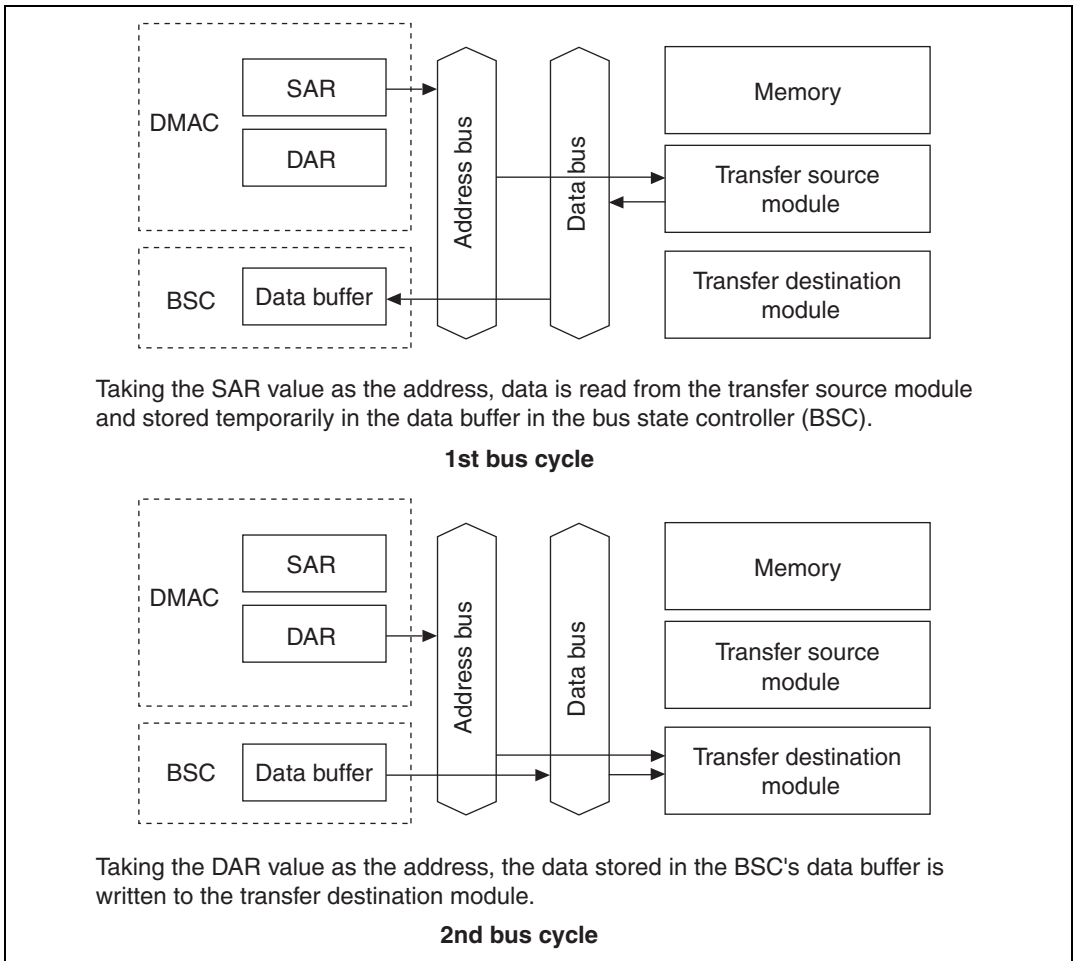 DMAC
SAR
DAR
BSC
Data buffer
Address bus
Data bus
Memory
Transfer source
module
Transfer destination
module
Taking the SAR value as the address, data is read from the transfer source module
and stored temporarily in the data buffer in the bus state controller (BSC).
1st bus cycle
DMAC
SAR
DAR
BSC
Data buffer
Address bus
Data bus
Memory
Transfer source
module
Transfer destination
module
Taking the DAR value as the address, the data stored in the BSC's data buffer is
written to the transfer destination module.
2nd bus cycle